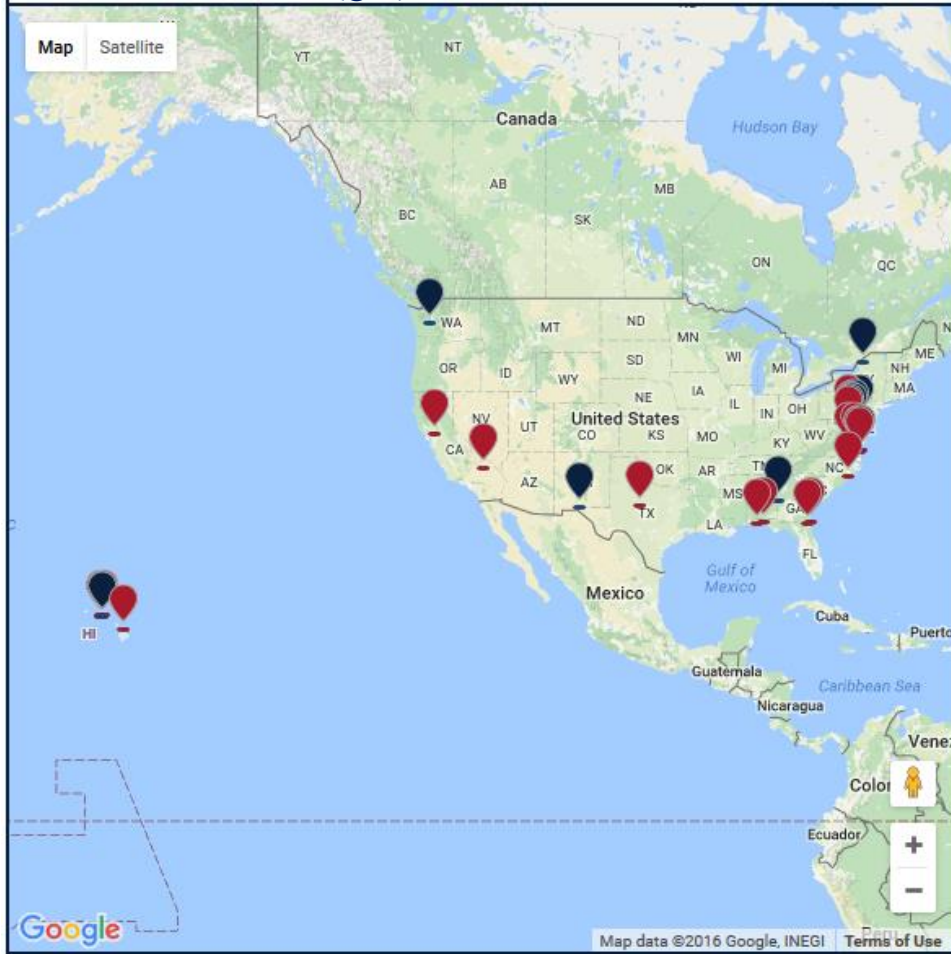 Map Satellite
YT
NT
Canada
Hudson Bay
AB
MB
BC
SK
ON
QC
WA
MT
ND
MN
ME
OR
ID
SD
WI
MI
NH
WY
MA
NE
IA
IL
IN
OH
NV
UT
CO
United States
KS
MO
WV
KY
CA
AZ
OK
AR
NC
MS
TX
LA
GA
FL
Gulf of
Mexico
Mexico
Cuba
HI
Puerto
Guatemala
Caribbean Sea
Nicaragua
Venez
Ecuador
Peru
Google
Map data ©2016 Google, INEGI Terms of Use